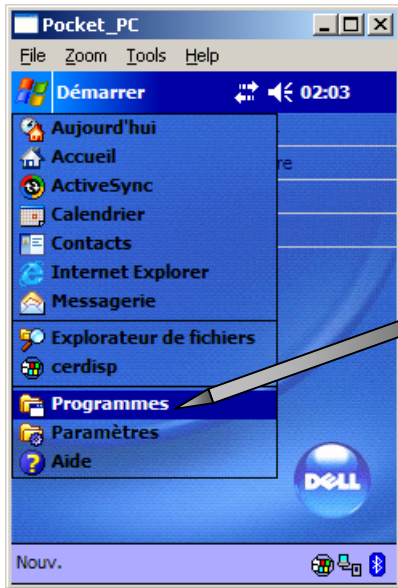 Pocket_PC
File Zoom Tools Help
Démarrer 02:03
Aujourd'hui
Accueil
re
ActiveSync
Calendrier
Contacts
Internet Explorer
Messagerie
Explorateur de fichiers
cerdisp
Programmes
Paramètres
Aide
DELL
Nouv.